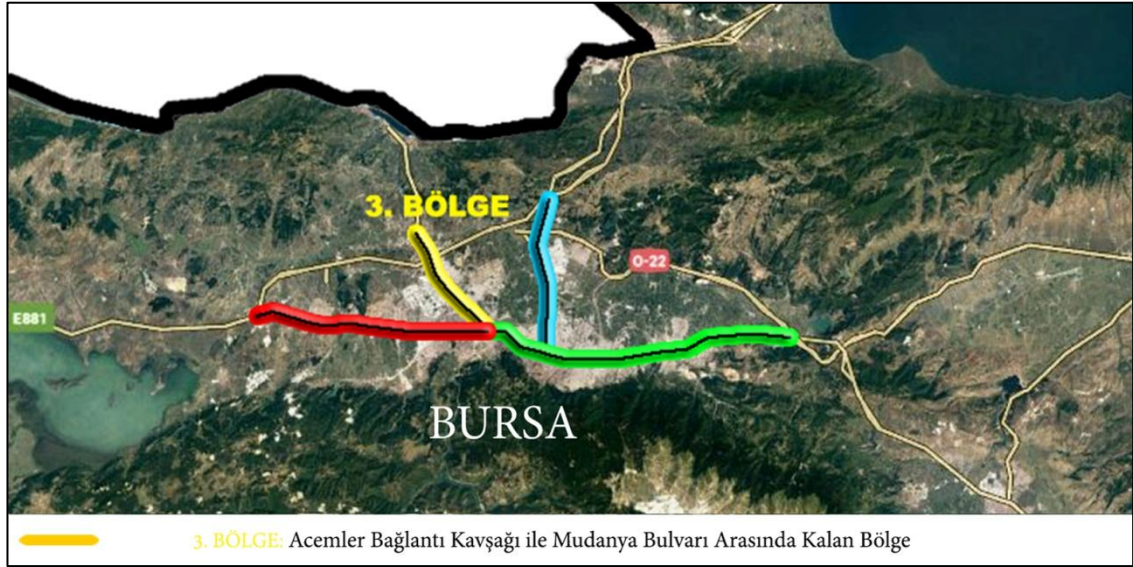 3. BÖLGE
O-22
E881
BURSA
3. BÖLGE: Acemler Bağlantı Kavşağı ile Mudanya Bulvarı Arasında Kalan Bölge